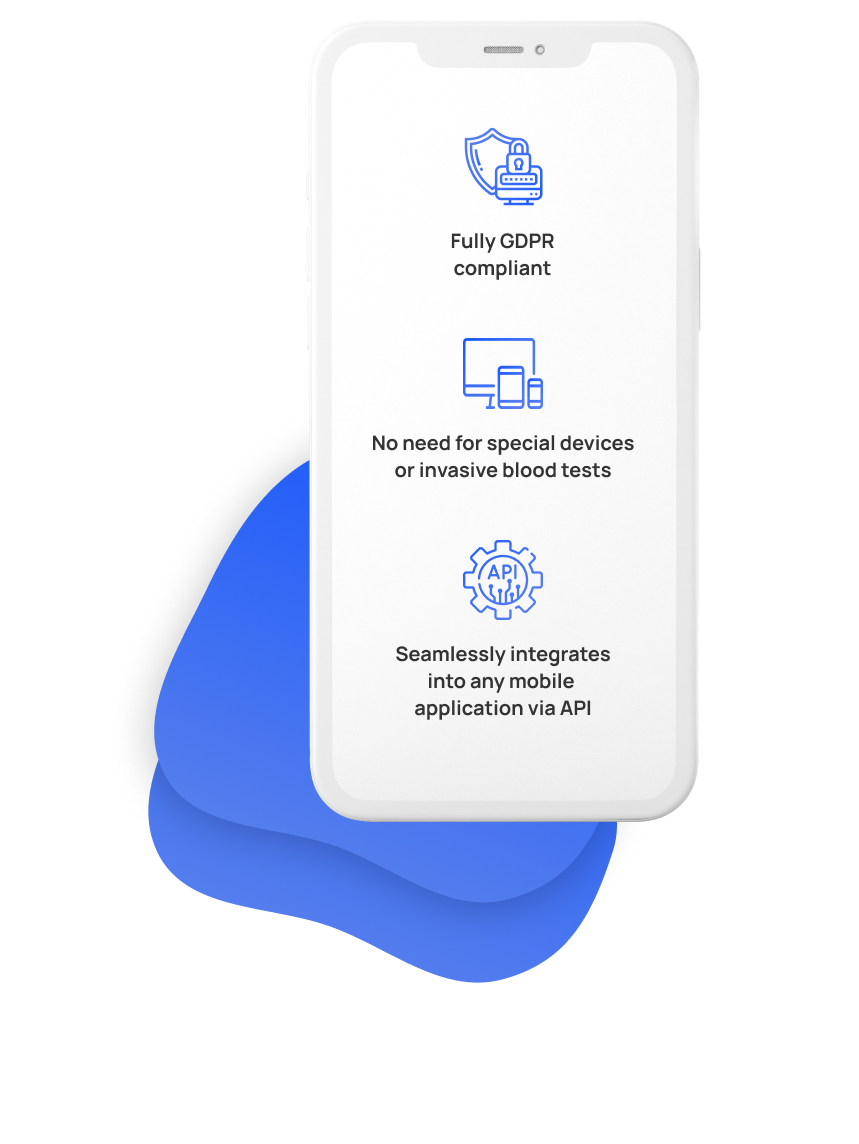 Fully GDPR
compliant
No need for special devices
or invasive blood tests
API
Seamlessly integrates
into any mobile
application via API